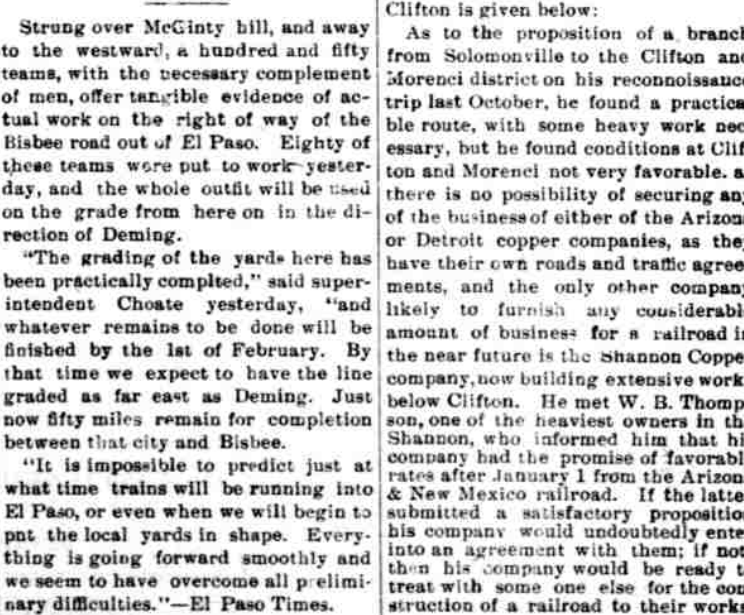 Strung over McGinty hill, and away
to the westward, a hundred and fifty
teams, with the necessary complement
of men, offer tangible evidence of ac-
tual work on the right of way of the
Bisbee road out of El Paso. Eighty of
these teams were put to work yester-
day, and the whole outfit will be used
on the grade from here on in the di-
rection of Deming.
"The grading of the yards here has
been practically complted," said super-
intendent Choate yesterday, "and
whatever remains to be done will be
finished by the 1st of February. By
that time we expect to have the line
graded as far east as Deming. Just
now fifty miles remain for completion
between that city and Bisbee.
"It is impossible to predict just at
what time trains will be running into
El Paso, or even when we will begin to
pnt the local yards in shape. Every-
thing is going forward smoothly and
we seem to have overcome all prelimi-
nary difficulties."—El Paso Times.
Clifton is given below:
As to the proposition of a branch
from Solomonville to the Clifton and
Morenci district on his reconnoissance
trip last October, he found a practica
ble route, with some heavy work nec
essary, but he found conditions at Clif
ton and Morenci not very favorable. a
there is no possibility of securing any
of the business of either of the Arizon
or Detroit copper companies, as the
have their own roads and traffic agree
ments, and the only other company
likely to furnish any considerabl
amount of business for a railroad in
the near future is the Shannon Coppe
company, now building extensive work
below Clifton. He met W. B. Thomp
son, one of the heaviest owners in th
Shannon, who informed him that hi
company had the promise of favorabl
rates after January 1 from the Arizon
& New Mexico railroad. If the latte
submitted a satisfactory propositio
his company would undoubtedly ente
into an agreement with them; if not
then his company would be ready t
treat with some one else for the con
struction of a railroad to their work